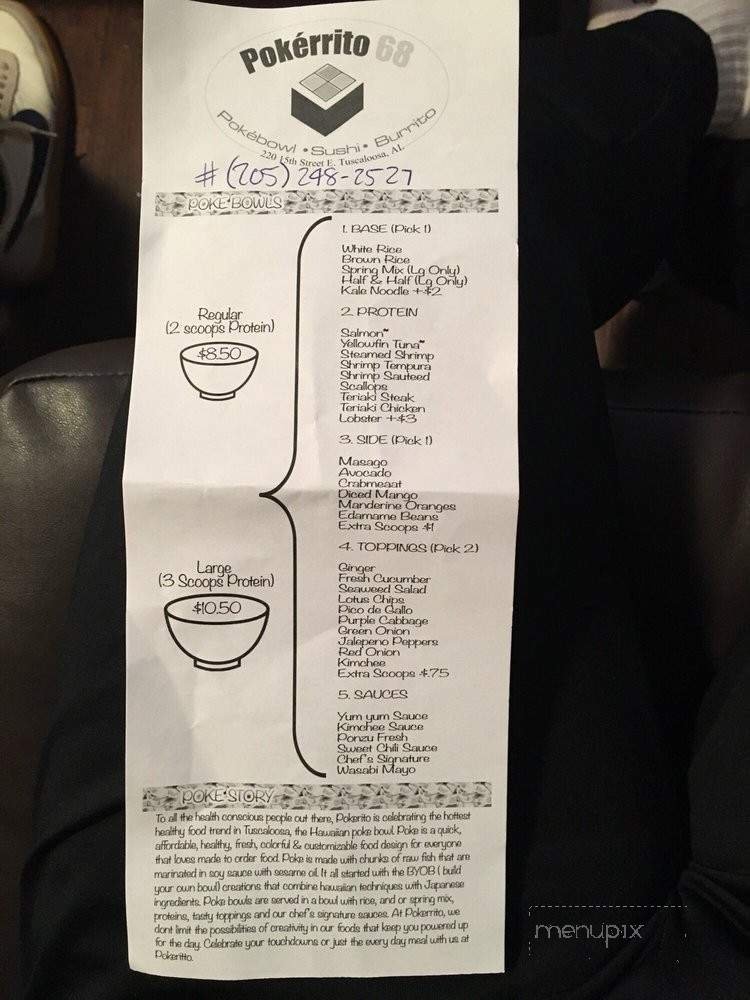 Pokérrito 68
Pokébowl • Sushi • Burrito
220 15th Street E. Tuscaloosa, AL
# (205) 248-2527
POKE•BOWLS
Regular
(2 scoops Protein)
$8.50
Large
(3 Scoops Protein)
$10.50
1. BASE (Pick 1)
White Rice
Brown Rice
Spring Mix (Lg Only)
Half & Half (Lg Only)
Kale Noodle +$2
2. PROTEIN
Salmon~
Yellowfin Tuna~
Steamed Shrimp
Shrimp Tempura
Shrimp Sauteed
Scallops
Teriaki Steak
Teriaki Chicken
Lobster +$3
3. SIDE (Pick 1)
Masago
Avocado
Crabmeaat
Diced Mango
Manderine Oranges
Edamame Beans
Extra Scoops $1
4. TOPPINGS (Pick 2)
Ginger
Fresh Cucumber
Seaweed Salad
Lotus Chips
Pico de Gallo
Purple Cabbage
Green Onion
Jalepeno Peppers
Red Onion
Kimchee
Extra Scoops $.75
5. SAUCES
Yum yum Sauce
Kimchee Sauce
Ponzu Fresh
Sweet Chili Sauce
Chef's Signature
Wasabi Mayo
POKE•STORY
To all the health conscious people out there, Pokerito is celebrating the hottest
healthy food trend in Tuscaloosa, the Hawaiian poke bowl. Poke is a quick,
affordable, healthy, fresh, colorful & customizable food design for everyone
that loves made to order food. Poke is made with chunks of raw fish that are
marinated in soy sauce with sesame oil. It all started with the BYOB ( build
your own bowl) creations that combine hawaiian techniques with Japanese
ingredients. Poke bowls are served in a bowl with rice, and or spring mix,
proteins, tasty toppings and our chef's signature sauces. At Pokerrito, we
dont limit the possibilities of creativity in our foods that keep you powered up
for the day. Celebrate your touchdowns or just the every day meal with us at
Pokeritto.
menupix